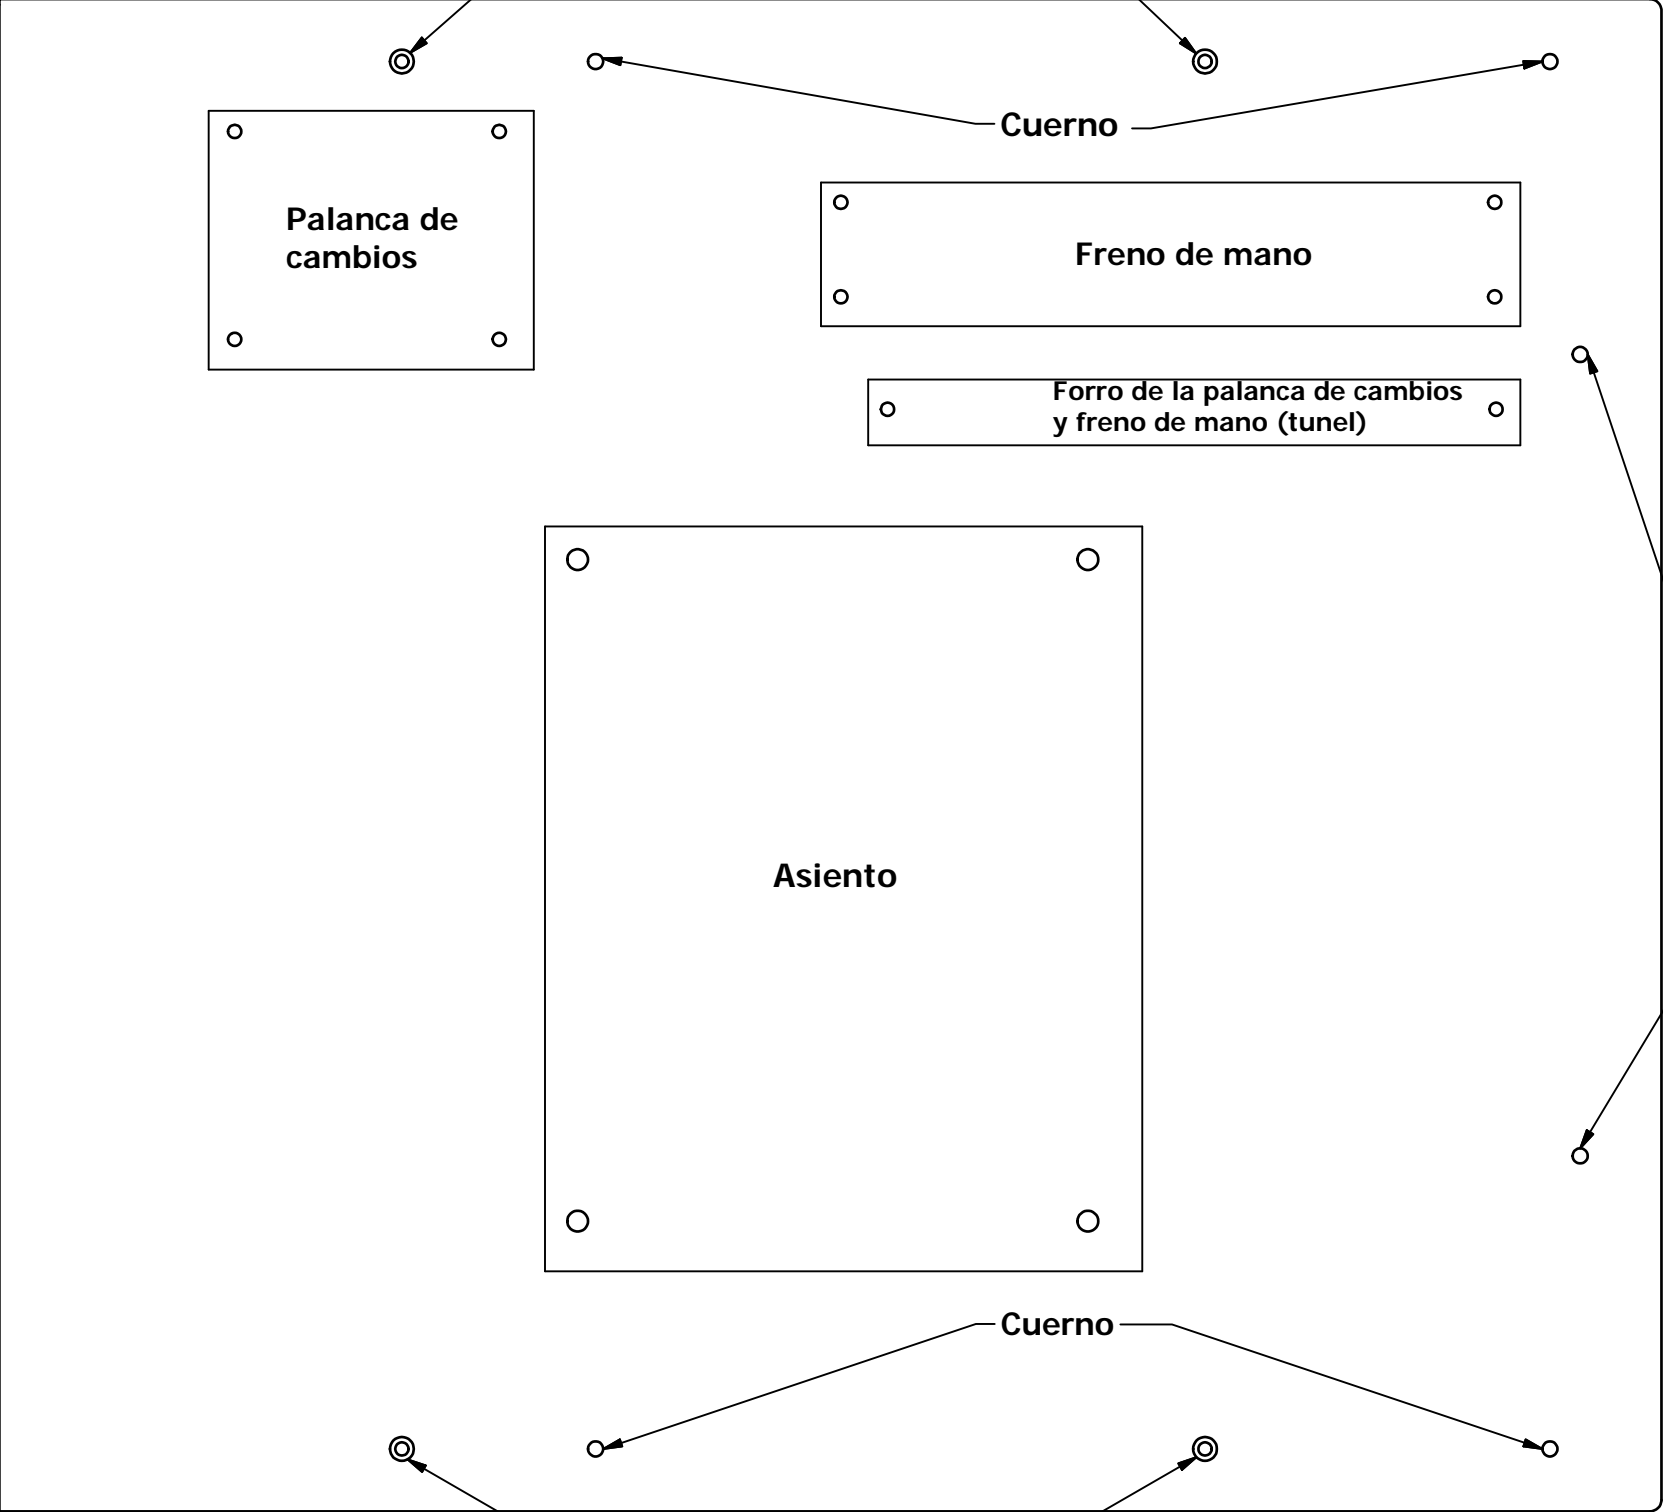 Cuerno
Palanca de
cambios
Freno de mano
Forro de la palanca de cambios
y freno de mano (tunel)
Asiento
Cuerno